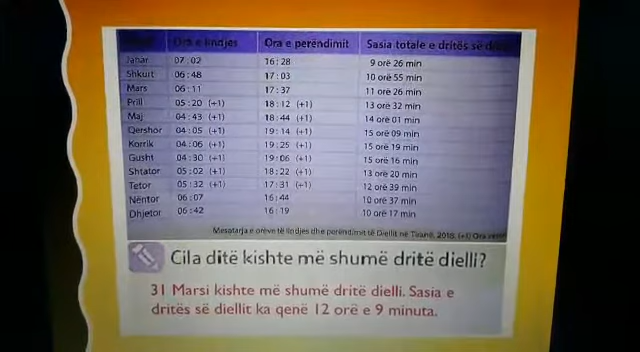 Ora e lindjes Ora e perëndimit Sasia totale e dritës së
Janar 07:02 16:28 9 orë 26 min
Shkurt 06:48 17:03 10 orë 55 min
Mars 06:11 17:37 11 orë 26 min
Prill 05:20 (+1) 18:12 (+1) 13 orë 32 min
Maj 04:43 (+1) 18:44 (+1) 14 orë 01 min
Qershor 04:05 (+1) 19:14 (+1) 15 orë 09 min
Korrik 04:06 (+1) 19:25 (+1) 15 orë 19 min
Gusht 04:30 (+1) 19:06 (+1) 15 orë 16 min
Shtator 05:02 (+1) 18:22 (+1) 13 orë 20 min
Tetor 05:32 (+1) 17:31 (+1) 12 orë 39 min
Nëntor 06:07 16:44 10 orë 37 min
Dhjetor 06:42 16:19 10 orë 17 min
Mesatarja e orëve të lindjes dhe perëndimit të Diellit në Tiranë, 2018. (+1) Ora
Cila ditë kishte më shumë dritë dielli?
31 Marsi kishte më shumë dritë dielli. Sasia e
dritës së diellit ka qenë 12 orë e 9 minuta.